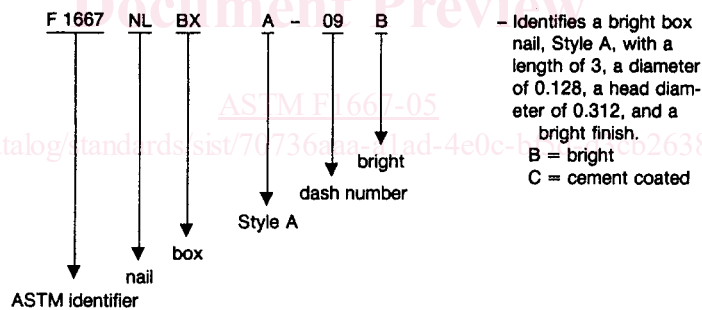 Document Preview
F 1667 NL BX A – 09 B
– Identifies a bright box
nail, Style A, with a
length of 3, a diameter
of 0.128, a head diam-
eter of 0.312, and a
bright finish.
B = bright
C = cement coated
ASTM F1667-05
bright
dash number
Style A
box
nail
ASTM identifier